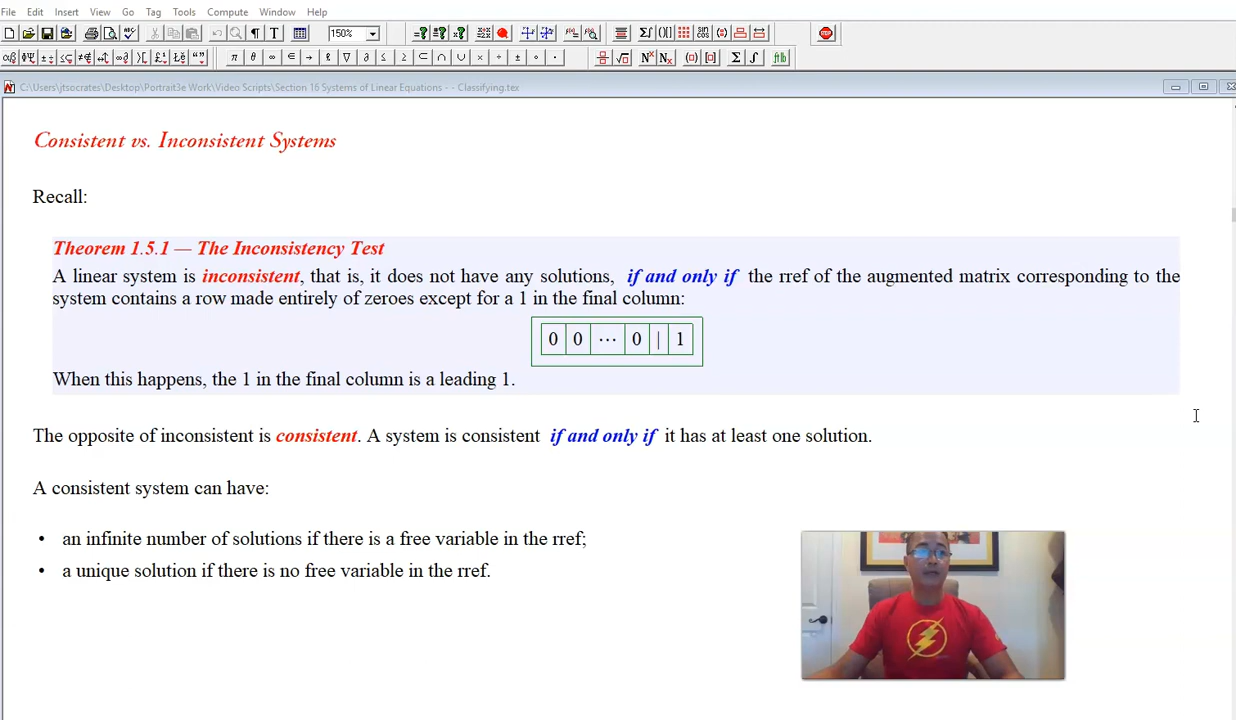 File Edit Insert View Go Tag Tools Compute Window Help
150%
π θ ∞ ∈ → ℓ ∇ ∂ ≤ ≥ ⊂ ∩ ∪ × ÷ ± ∘ ·
C:\Users\jtsocrates\Desktop\Portrait3e Work\Video Scripts\Section 16 Systems of Linear Equations - - Classifying.tex
Consistent vs. Inconsistent Systems
Recall:
Theorem 1.5.1 — The Inconsistency Test
A linear system is inconsistent, that is, it does not have any solutions, if and only if the rref of the augmented matrix corresponding to the
system contains a row made entirely of zeroes except for a 1 in the final column:
0 0 ⋯ 0 | 1
When this happens, the 1 in the final column is a leading 1.
The opposite of inconsistent is consistent. A system is consistent if and only if it has at least one solution.
A consistent system can have:
• an infinite number of solutions if there is a free variable in the rref;
• a unique solution if there is no free variable in the rref.